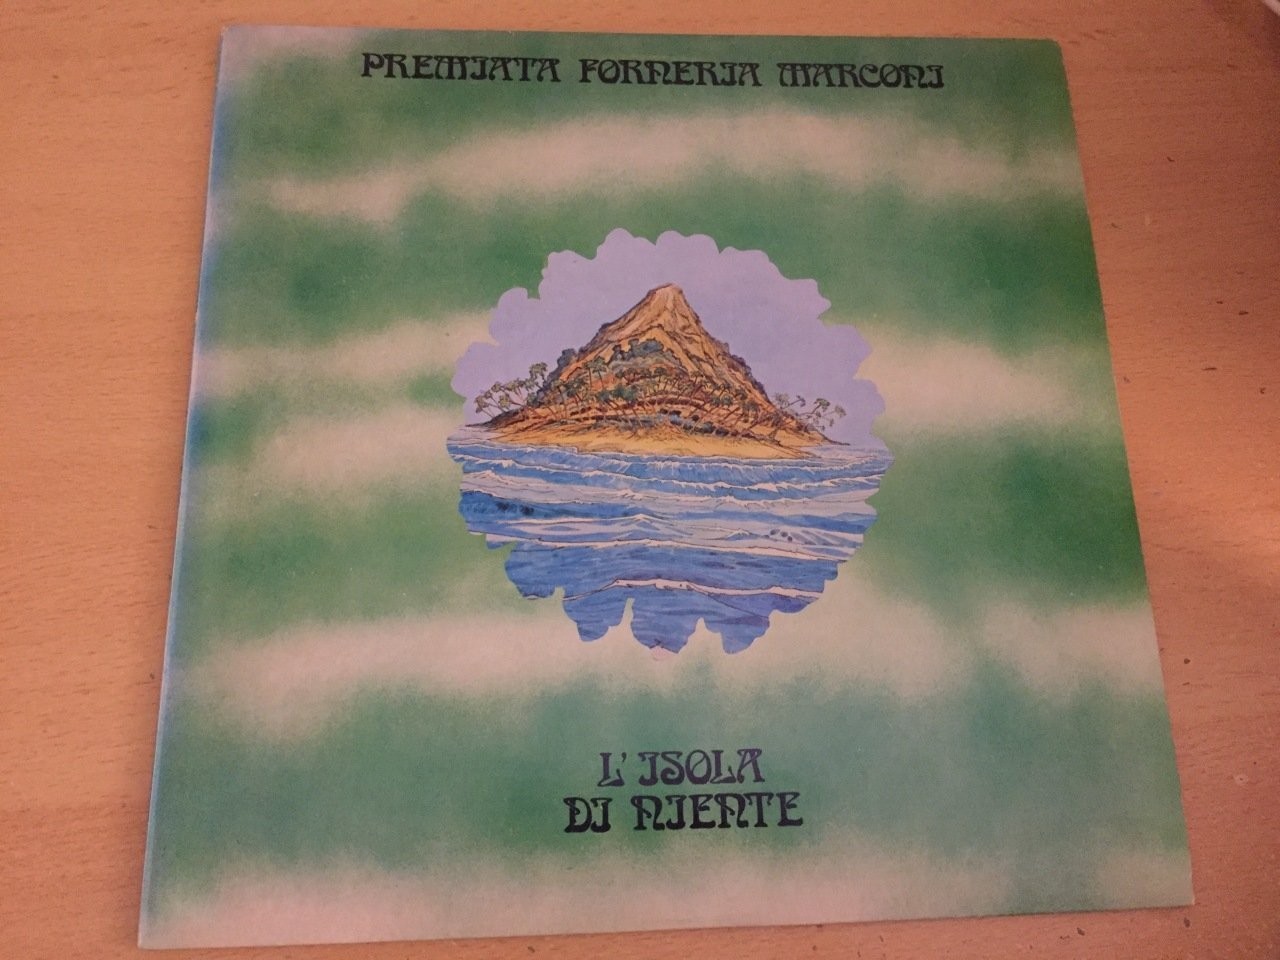 PREMIATA FORNERIA MARCONI
L' ISOLA
DI NIENTE